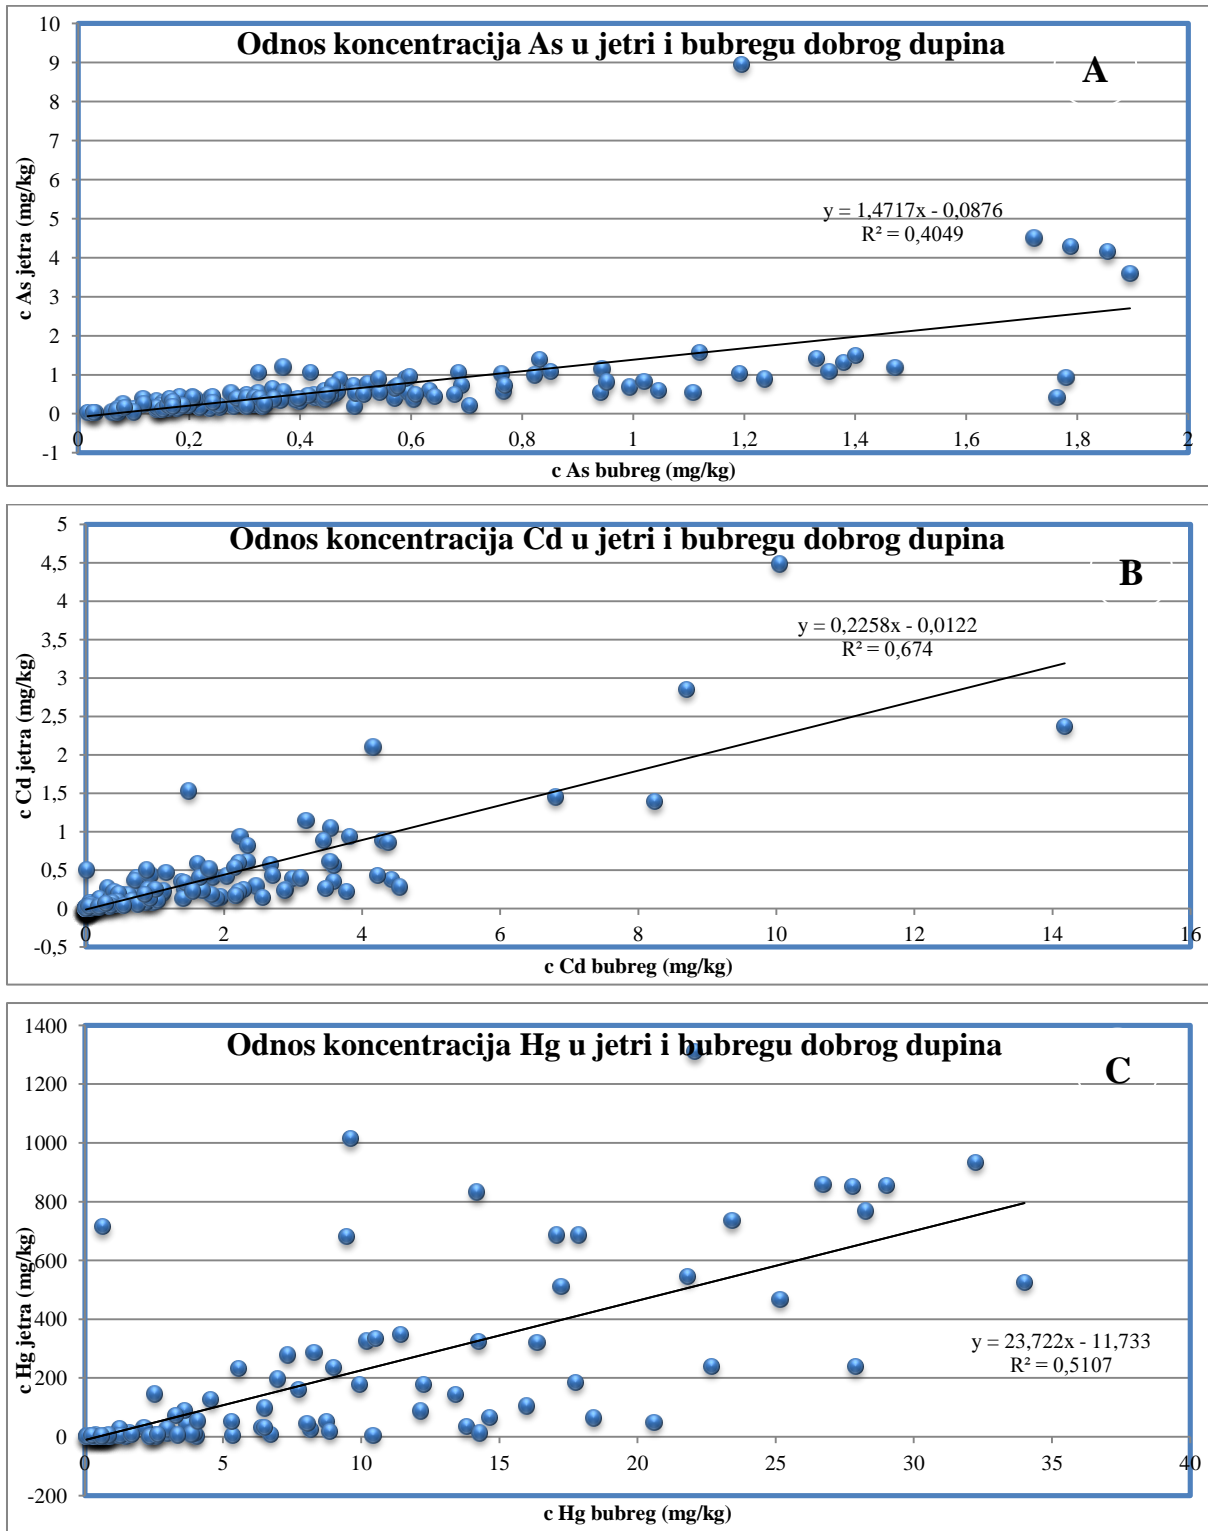 Odnos koncentracija As u jetri i bubregu dobrog dupina
A
10
9
8
7
6
5
4
3
2
1
0
-1
c As jetra (mg/kg)
y = 1,4717x - 0,0876
R² = 0,4049
0 0,2 0,4 0,6 0,8 1 1,2 1,4 1,6 1,8 2
c As bubreg (mg/kg)
Odnos koncentracija Cd u jetri i bubregu dobrog dupina
B
5
4,5
4
3,5
3
2,5
2
1,5
1
0,5
0
-0,5
c Cd jetra (mg/kg)
y = 0,2258x - 0,0122
R² = 0,674
0 2 4 6 8 10 12 14 16
c Cd bubreg (mg/kg)
Odnos koncentracija Hg u jetri i bubregu dobrog dupina
C
1400
1200
1000
800
600
400
200
0
-200
c Hg jetra (mg/kg)
y = 23,722x - 11,733
R² = 0,5107
0 5 10 15 20 25 30 35 40
c Hg bubreg (mg/kg)